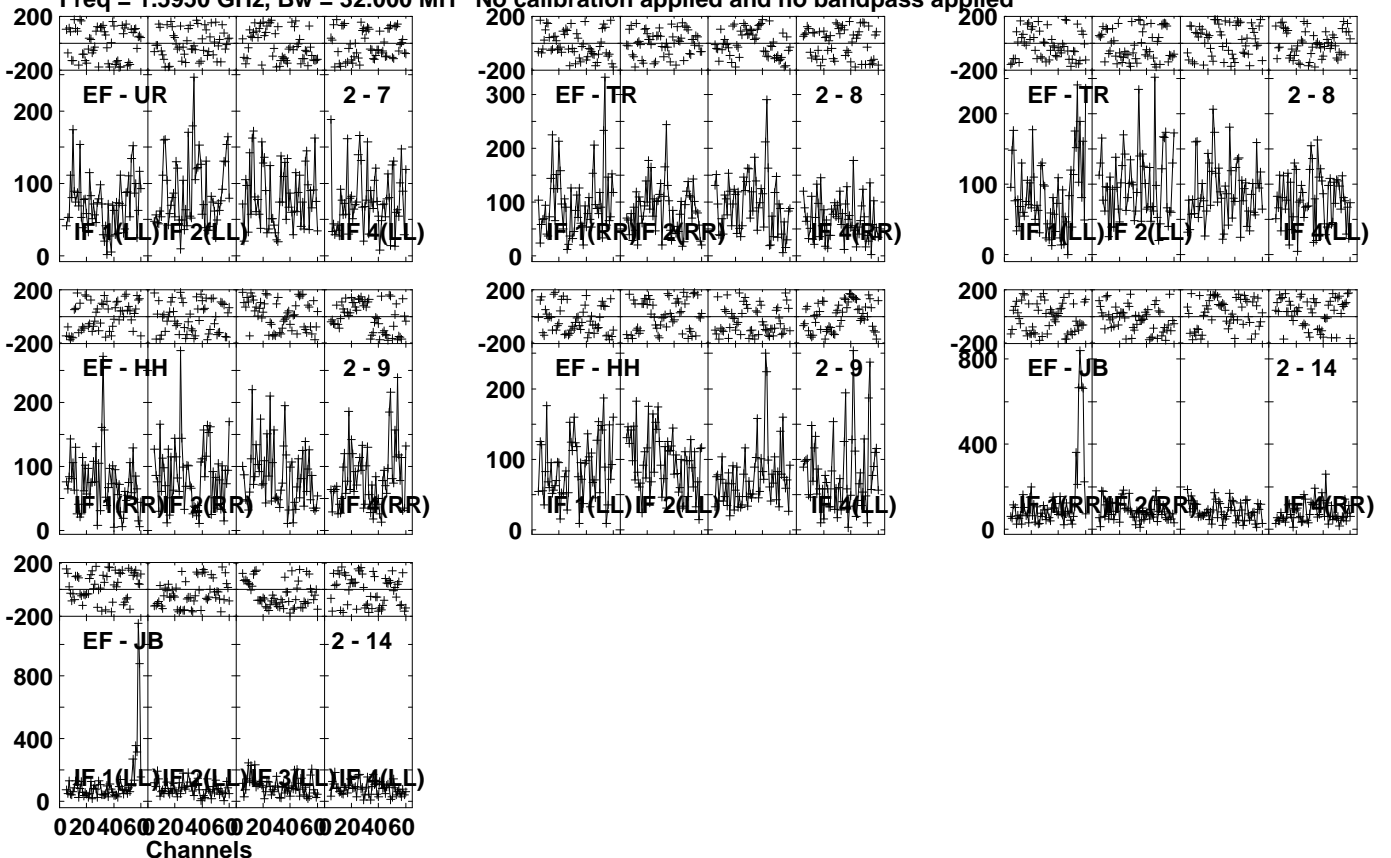 Freq = 1.5950 GHz, Bw = 32.000 MH No calibration applied and no bandpass applied
200
-200
EF - UR 2 - 7
200
100
0
IF 1(LL) IF 2(LL) IF 4(LL)
200
-200
EF - TR 2 - 8
300
200
100
0
IF 1(RR) IF 2(RR) IF 4(RR)
200
-200
EF - TR 2 - 8
200
100
0
IF 1(LL) IF 2(LL) IF 4(LL)
200
-200
EF - HH 2 - 9
200
100
0
IF 1(RR) IF 2(RR) IF 4(RR)
200
-200
EF - HH 2 - 9
200
100
0
IF 1(LL) IF 2(LL) IF 4(LL)
200
-200
EF - JB 2 - 14
800
400
0
IF 1(RR) IF 2(RR) IF 4(RR)
200
-200
EF - JB 2 - 14
800
400
0
IF 1(LL) IF 2(LL) IF 3(LL) IF 4(LL)
0 20 40 60 0 20 40 60 0 20 40 60 0 20 40 60
Channels